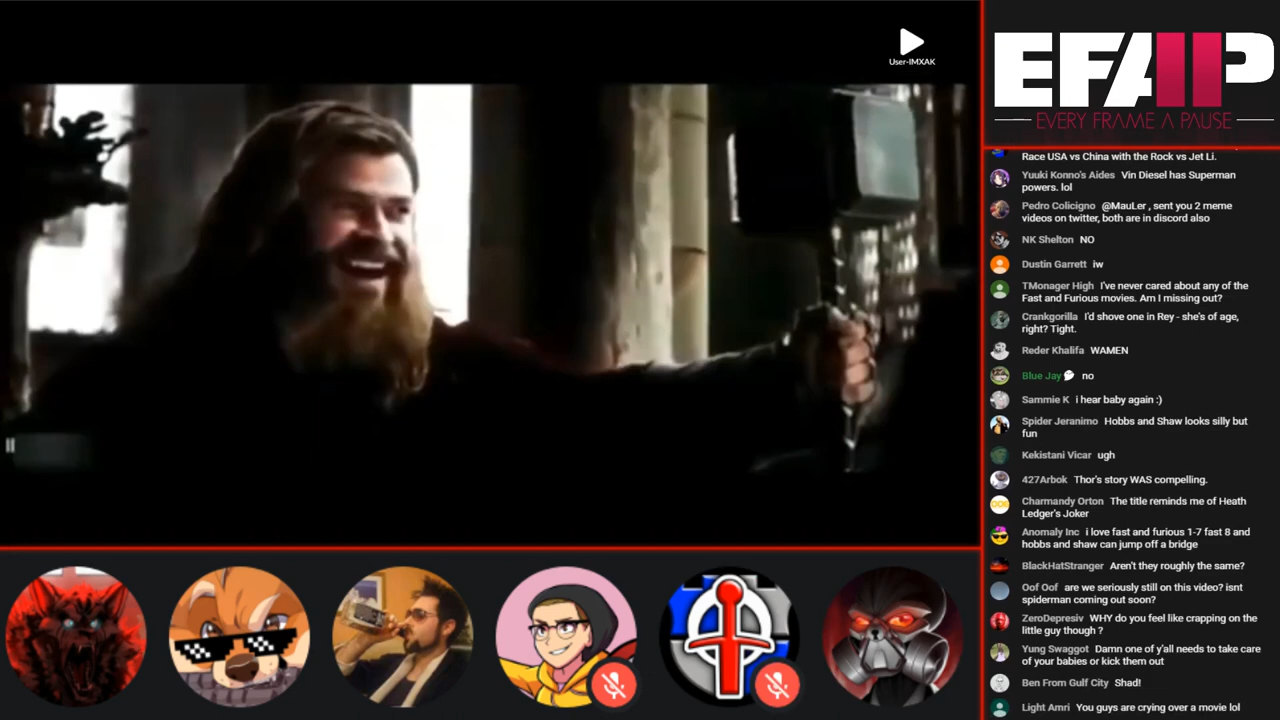 User-IMXAK
EFAP
EVERY FRAME A PAUSE
Race USA vs China with the Rock vs Jet Li.
Yuuki Konno's Aides Vin Diesel has Superman
powers. lol
Pedro Colicigno @MauLer , sent you 2 meme
videos on twitter, both are in discord also
NK Shelton NO
Dustin Garrett iw
TMonager High I've never cared about any of the
Fast and Furious movies. Am I missing out?
Crankgorilla I'd shove one in Rey - she's of age,
right? Tight.
Reder Khalifa WAMEN
Blue Jay no
Sammie K i hear baby again :)
Spider Jeranimo Hobbs and Shaw looks silly but
fun
Kekistani Vicar ugh
427Arbok Thor's story WAS compelling.
Charmandy Orton The title reminds me of Heath
Ledger's Joker
Anomaly Inc i love fast and furious 1-7 fast 8 and
hobbs and shaw can jump off a bridge
BlackHatStranger Aren't they roughly the same?
Oof Oof are we seriously still on this video? isnt
spiderman coming out soon?
ZeroDepresiv WHY do you feel like crapping on the
little guy though ?
Yung Swaggot Damn one of y'all needs to take care
of your babies or kick them out
Ben From Gulf City Shad!
Light Amri You guys are crying over a movie lol